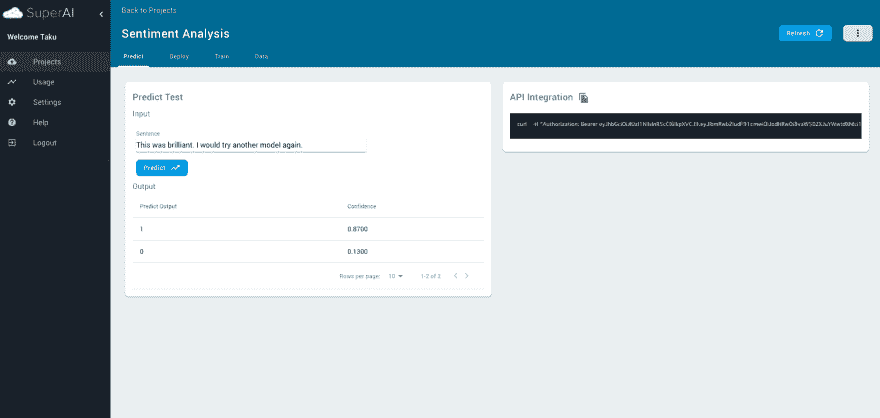 SuperAI
Welcome Taku
Projects
Usage
Settings
Help
Logout
Back to Projects
Sentiment Analysis
Refresh
Predict
Deploy
Train
Data
Predict Test
Input
Sentence
This was brilliant. I would try another model again.
Predict
Output
Predict Output
Confidence
1
0.8700
0
0.1300
Rows per page:
10
1-2 of 2
API Integration
curl -H "Authorization: Bearer